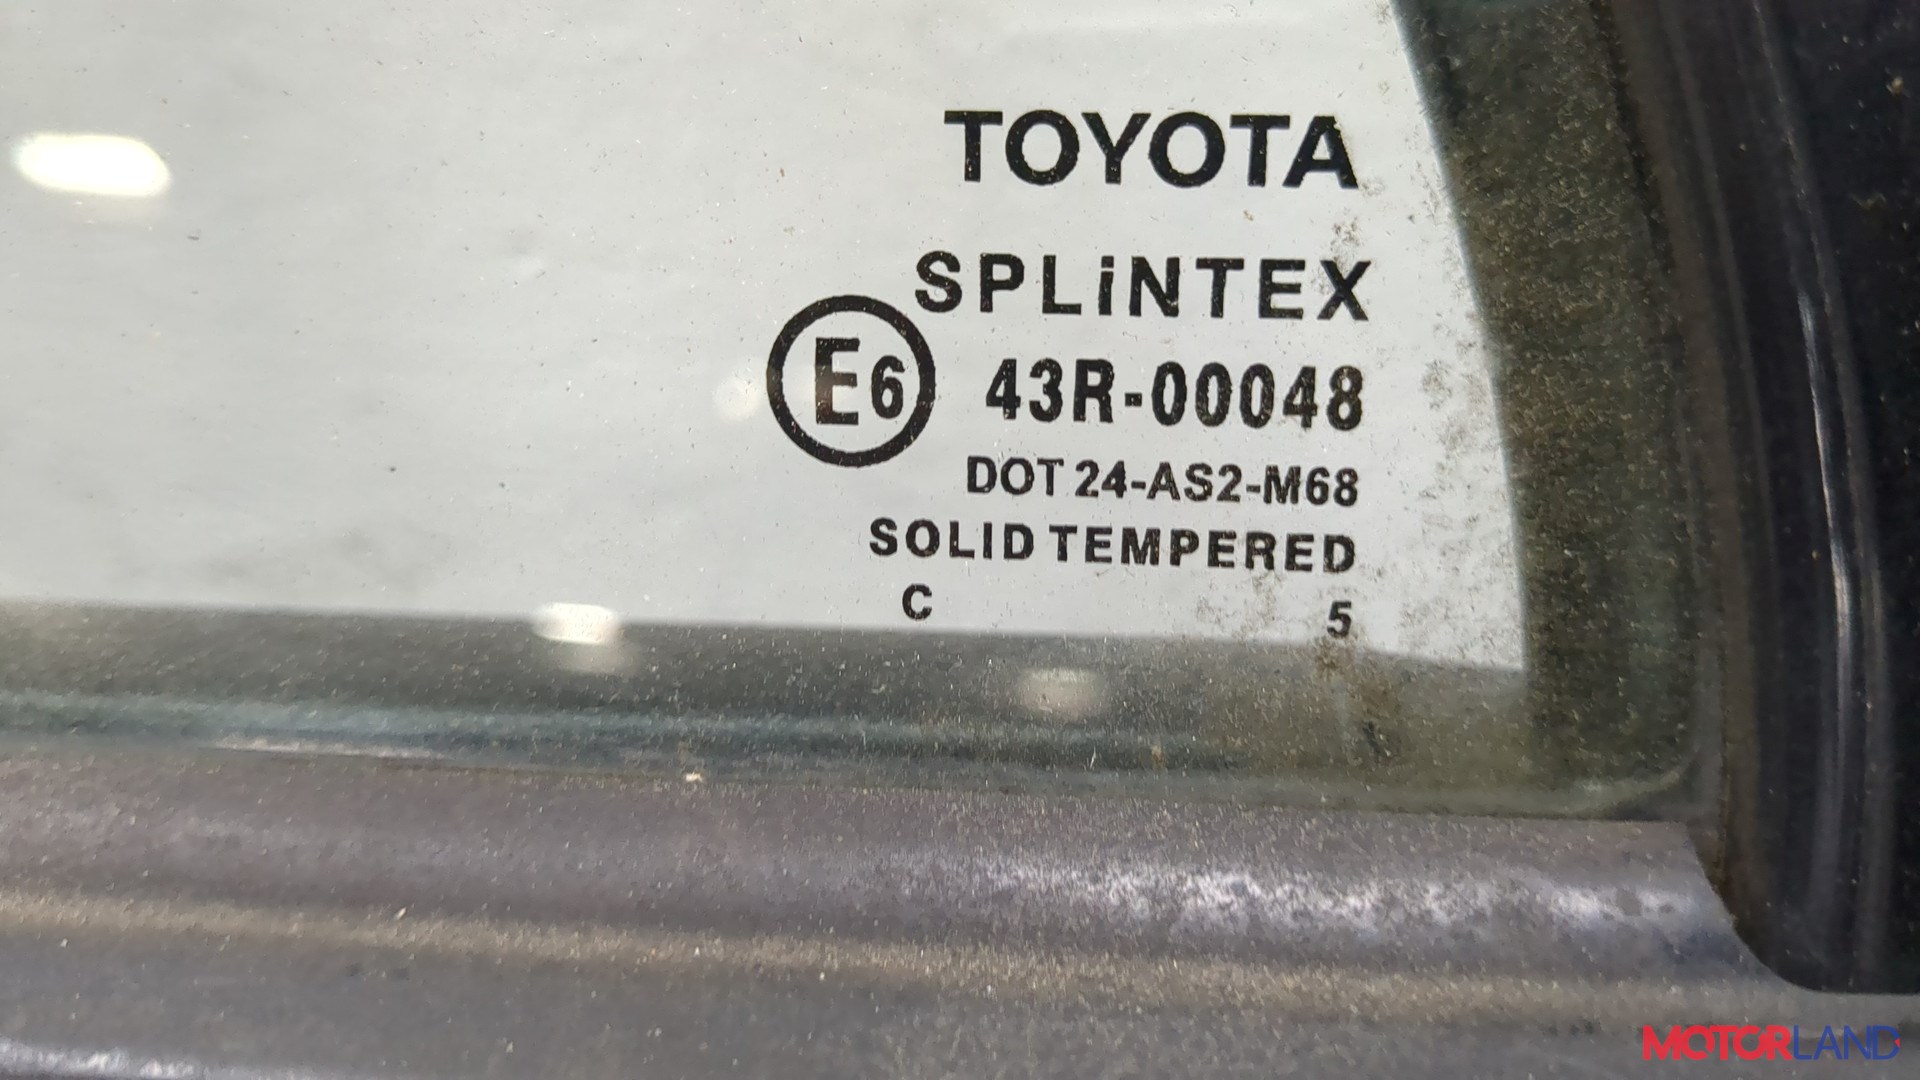 TOYOTA
SPLiNTEX
E6 43R-00048
DOT 24-AS2-M68
SOLID TEMPERED
C 5
MOTORLAND